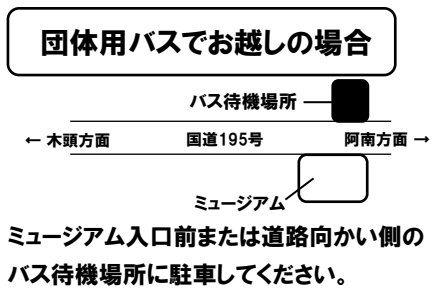 団体用バスでお越しの場合
バス待機場所
← 木頭方面 国道195号 阿南方面 →
ミュージアム
ミュージアム入口前または道路向かい側の
バス待機場所に駐車してください。